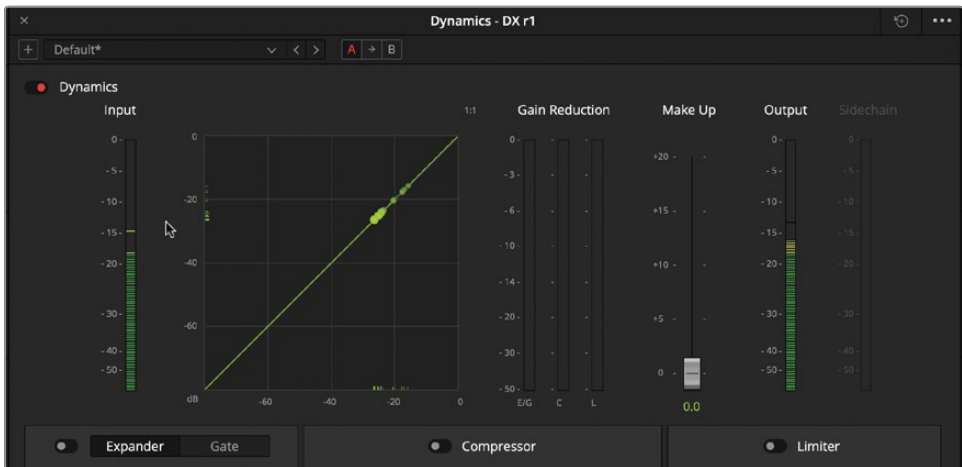 Dynamics - DX r1
Default*
A B
Dynamics
Input
1:1
Gain Reduction
Make Up
Output
Sidechain
0-
-5-
-10-
-15-
-20-
-30-
-40-
-50-
0
-20
-40
-60
dB
-60
-40
-20
0
0-
-3-
-6-
-10-
-14-
-20-
-30-
-50-
E/G
C
L
+20
+15
+10
+5
0
0.0
0-
-5-
-10-
-15-
-20-
-30-
-40-
-50-
0-
-5-
-10-
-15-
-20-
-30-
-40-
-50-
Expander Gate
Compressor
Limiter